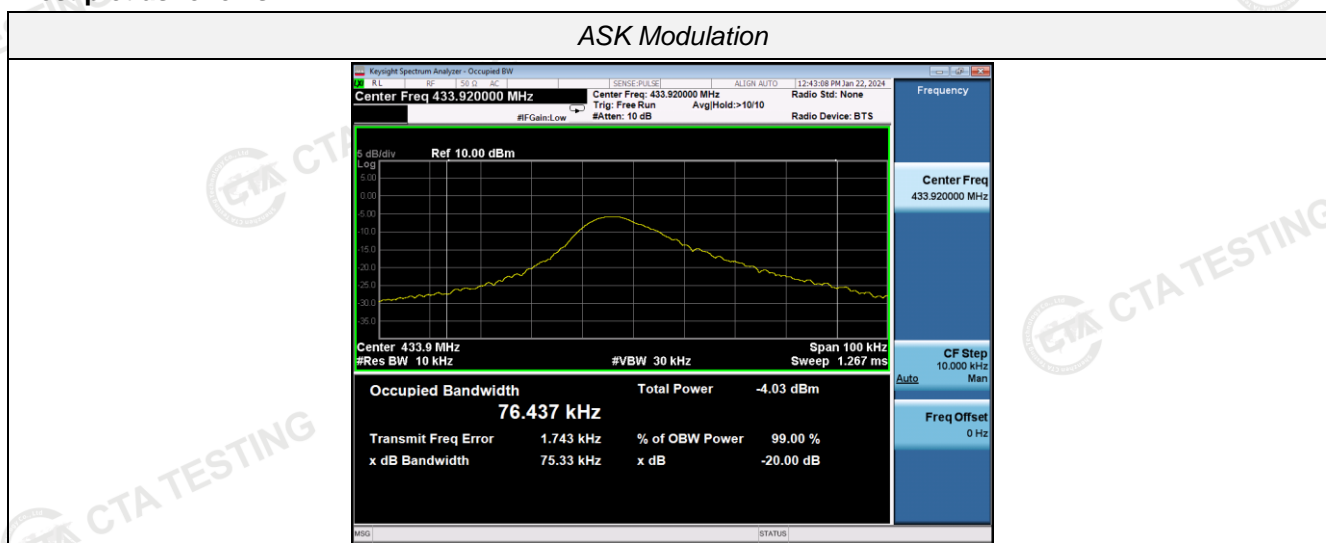 ASK Modulation
Keysight Spectrum Analyzer - Occupied BW
RL RF 50 Ω AC SENSE:PULSE ALIGN AUTO 12:43:08 PM Jan 22, 2024
Center Freq 433.920000 MHz Center Freq: 433.920000 MHz Radio Std: None
Trig: Free Run Avg|Hold:>10/10
#IFGain:Low #Atten: 10 dB Radio Device: BTS
Frequency
5 dB/div Ref 10.00 dBm
Log
5.00
0.00
-5.00
-10.0
-15.0
-20.0
-25.0
-30.0
-35.0
Center 433.9 MHz Span 100 kHz
#Res BW 10 kHz #VBW 30 kHz Sweep 1.267 ms
Center Freq
433.920000 MHz
CF Step
10.000 kHz
Auto Man
Freq Offset
0 Hz
Occupied Bandwidth Total Power -4.03 dBm
76.437 kHz
Transmit Freq Error 1.743 kHz % of OBW Power 99.00 %
x dB Bandwidth 75.33 kHz x dB -20.00 dB
MSG STATUS
CTA TESTING
CTA TESTING